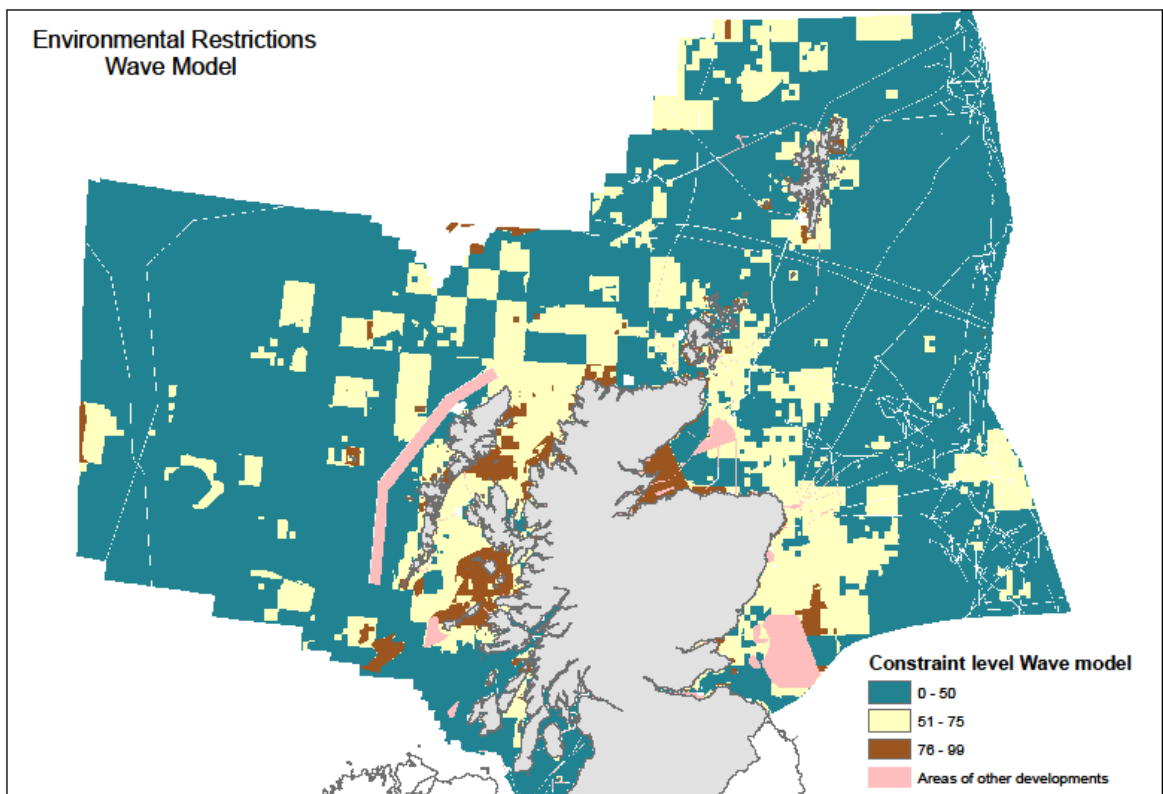 Environmental Restrictions
Wave Model
Constraint level Wave model
0 - 50
51 - 75
76 - 99
Areas of other developments